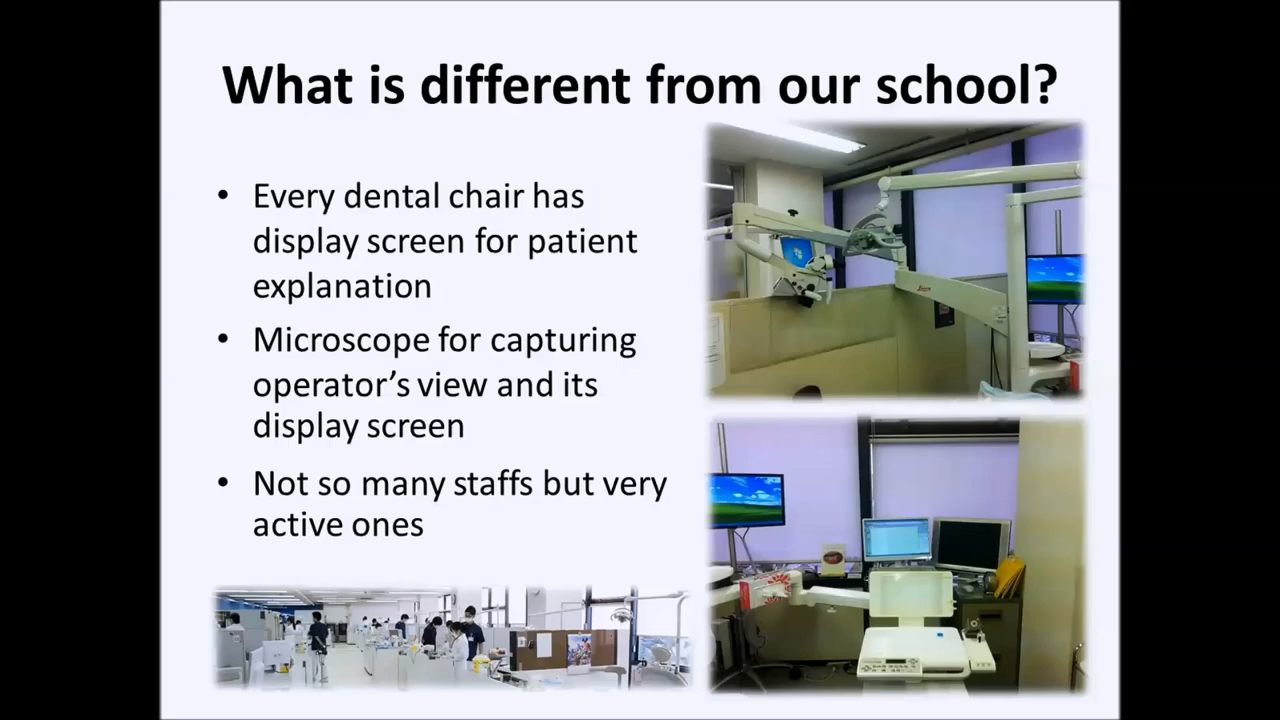 What is different from our school?
• Every dental chair has
display screen for patient
explanation
• Microscope for capturing
operator's view and its
display screen
• Not so many staffs but very
active ones